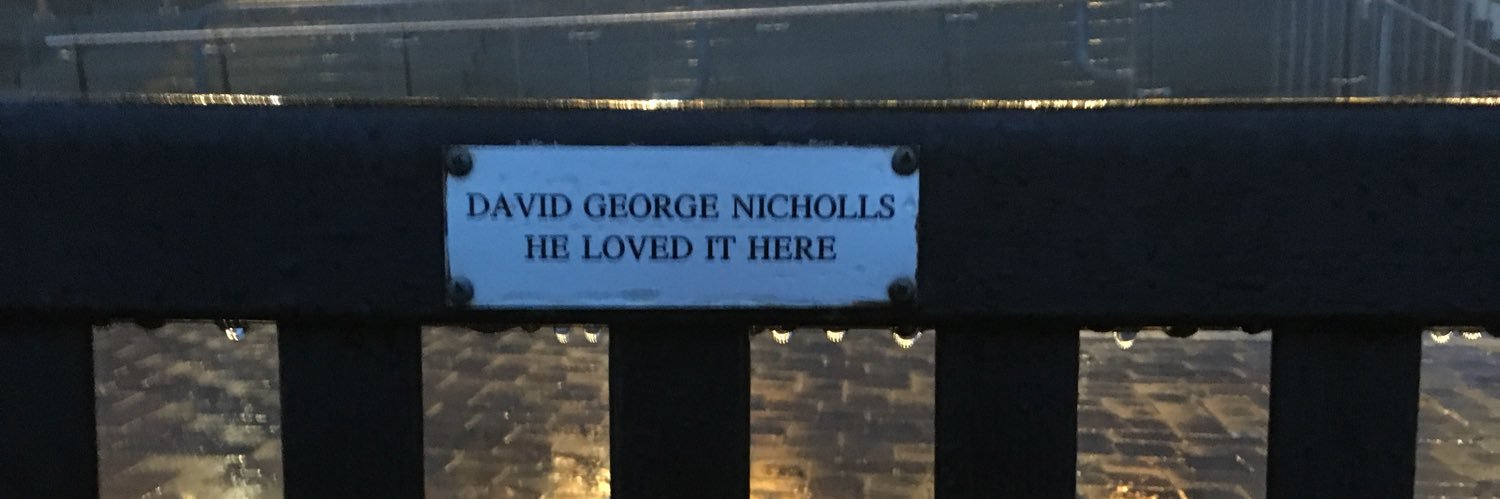 DAVID GEORGE NICHOLLS
HE LOVED IT HERE